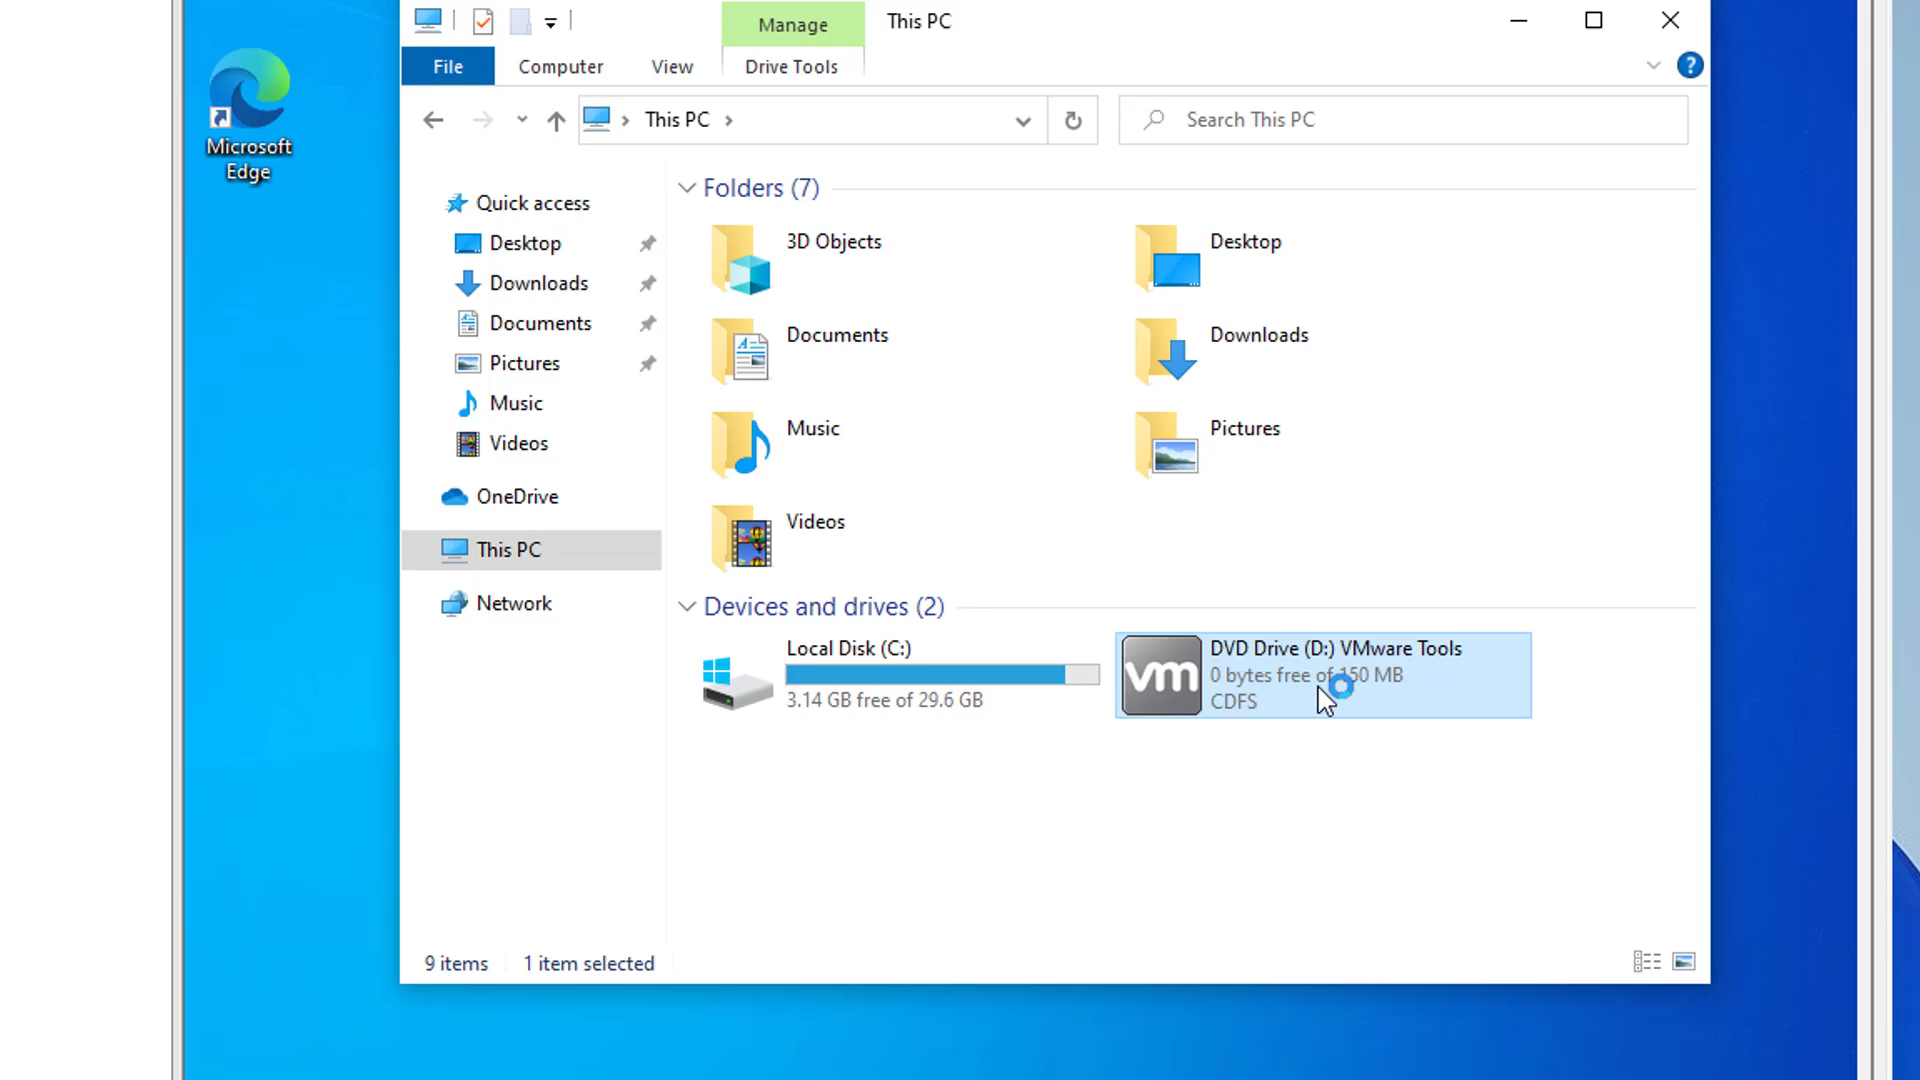 Manage
This PC
File
Computer
View
Drive Tools
This PC
Search This PC
Microsoft
Edge
Quick access
Desktop
Downloads
Documents
Pictures
Music
Videos
OneDrive
This PC
Network
Folders (7)
3D Objects
Desktop
Documents
Downloads
Music
Pictures
Videos
Devices and drives (2)
Local Disk (C:)
3.14 GB free of 29.6 GB
vm
DVD Drive (D:) VMware Tools
0 bytes free of 150 MB
CDFS
9 items
1 item selected